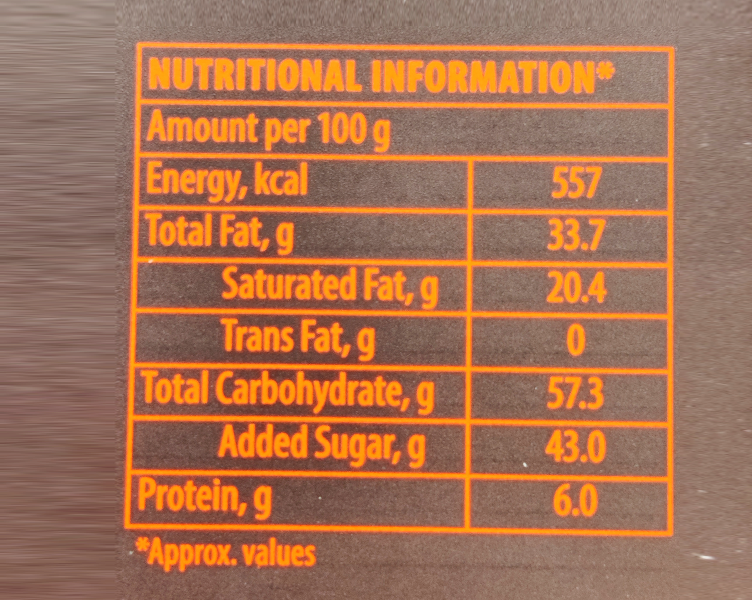 NUTRITIONAL INFORMATION*
Amount per 100 g
Energy, kcal 557
Total Fat, g 33.7
Saturated Fat, g 20.4
Trans Fat, g 0
Total Carbohydrate, g 57.3
Added Sugar, g 43.0
Protein, g 6.0
*Approx. values